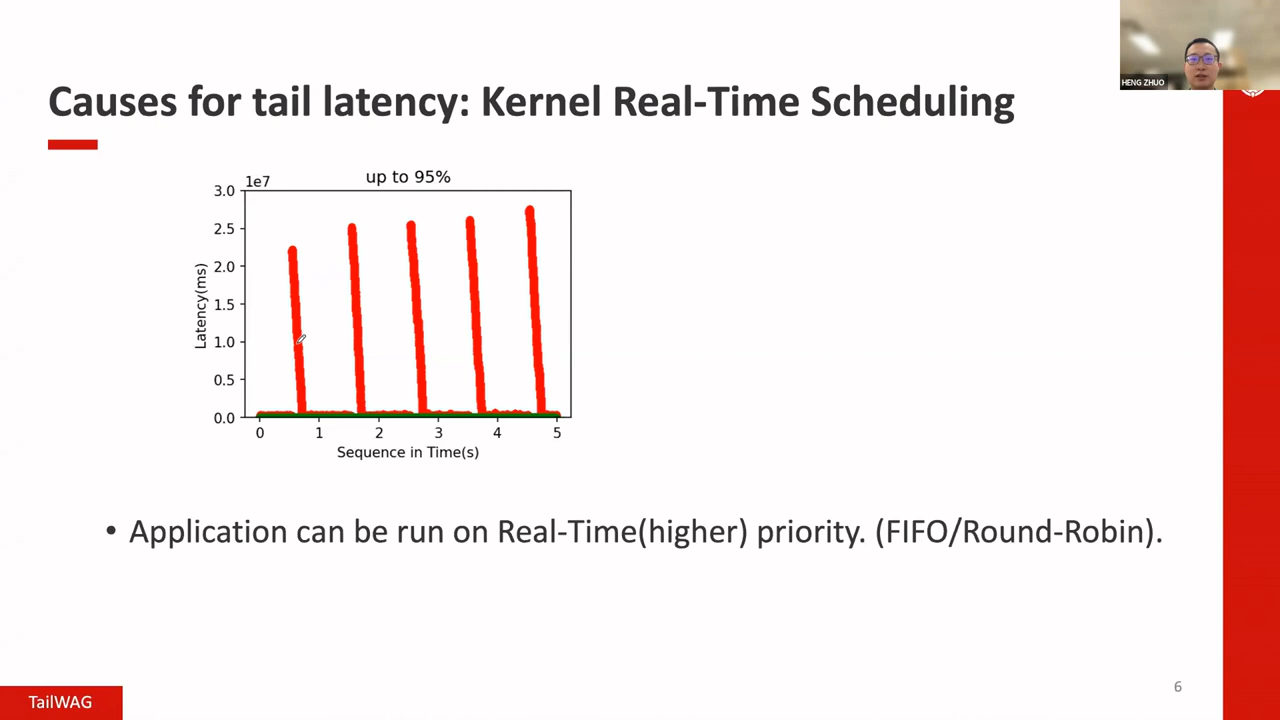 HENG ZHUO
Causes for tail latency: Kernel Real-Time Scheduling
up to 95%
1e7
3.0
2.5
2.0
1.5
1.0
0.5
0.0
Latency(ms)
0 1 2 3 4 5
Sequence in Time(s)
• Application can be run on Real-Time(higher) priority. (FIFO/Round-Robin).
6
TailWAG